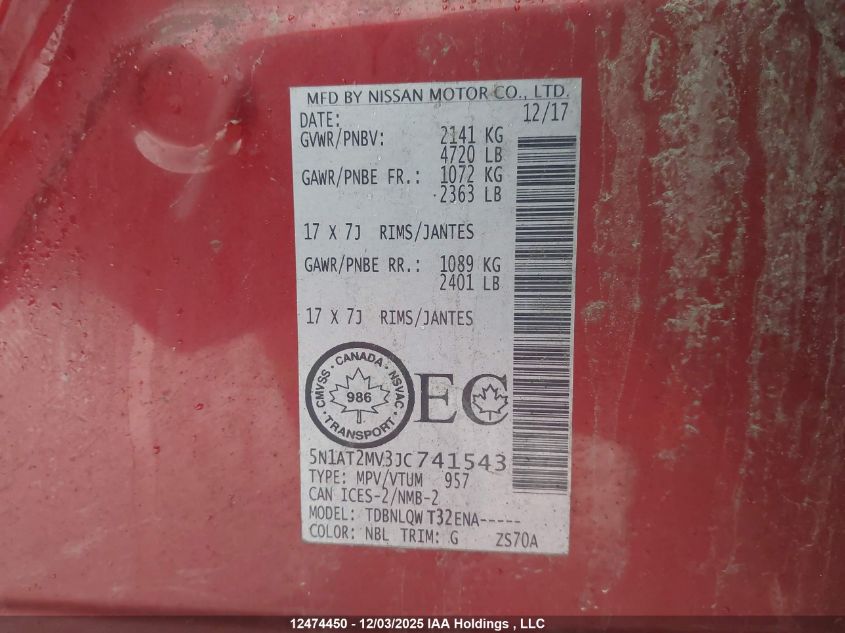 MFD BY NISSAN MOTOR CO., LTD.
DATE: 12/17
GVWR/PNBV: 2141 KG
4720 LB
GAWR/PNBE FR.: 1072 KG
2363 LB
17 X 7J RIMS/JANTES
GAWR/PNBE RR.: 1089 KG
2401 LB
17 X 7J RIMS/JANTES
CMVSS · CANADA · NSVAC · TRANSPORT ·
986
EC
5N1AT2MV3JC741543
TYPE: MPV/VTUM 957
CAN ICES-2/NMB-2
MODEL: TDBNLQW T32ENA-----
COLOR: NBL TRIM: G ZS70A
12474450 - 12/03/2025 IAA Holdings , LLC